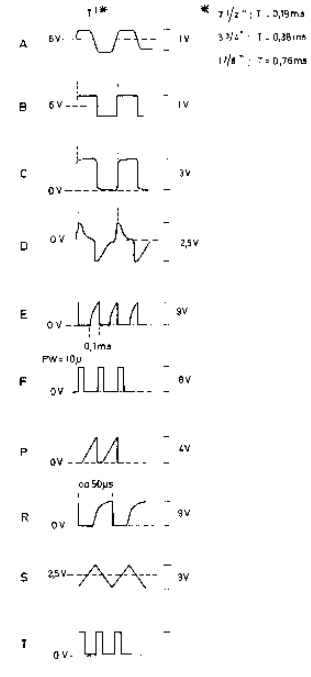 T * * 7 1/2 " ; T = 0,19ms
3 3/4 " ; T = 0,38ms
1 7/8 " ; T = 0,76ms
A 6V 1V
B 6V 1V
C 0V 3V
D 0V 2,5V
E 0V 9V
0,1ms
PW=10µ
F 0V 8V
P 0V 4V
ca 50µs
R 0V 9V
S 2,5V 3V
T 0V